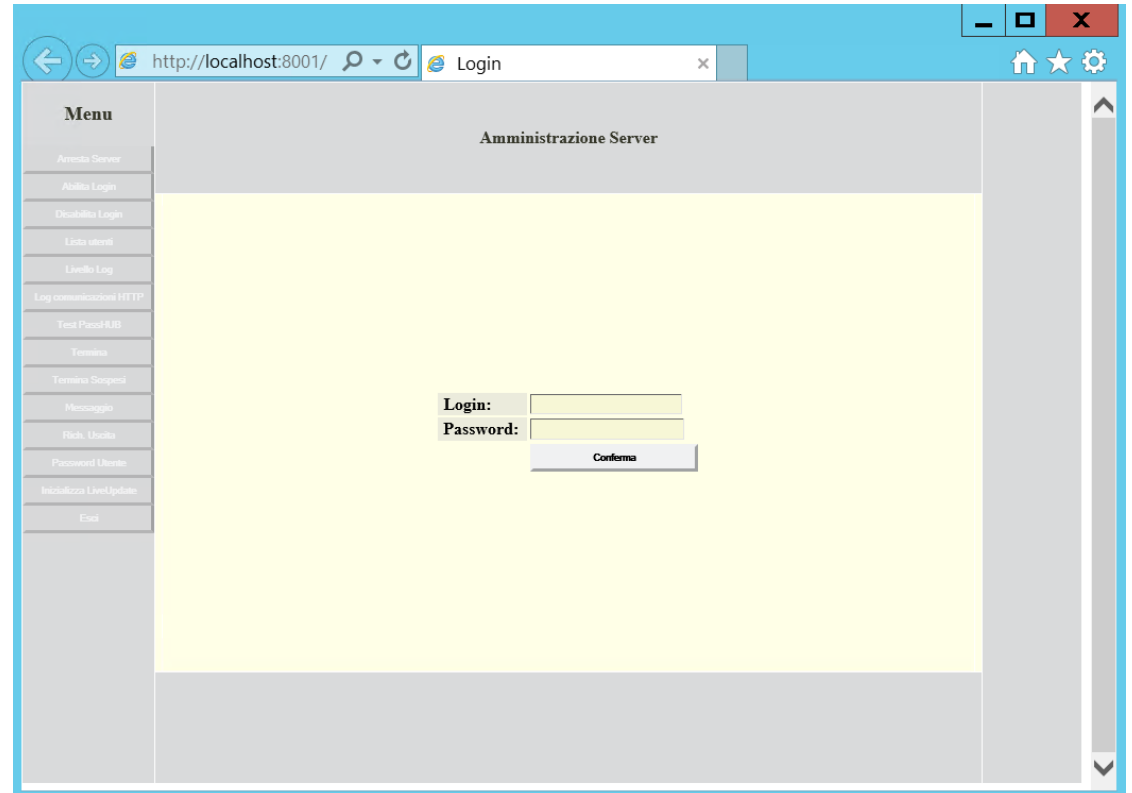 http://localhost:8001/
Login
Menu
Amministrazione Server
Arresta Server
Abilita Login
Disabilita Login
Lista utenti
Livello Log
Log comunicazioni HTTP
Test PassHUB
Termina
Termina Sospesi
Messaggio
Rich. Uscita
Password Utente
Inizializza LiveUpdate
Esci
Login:
Password:
Conferma